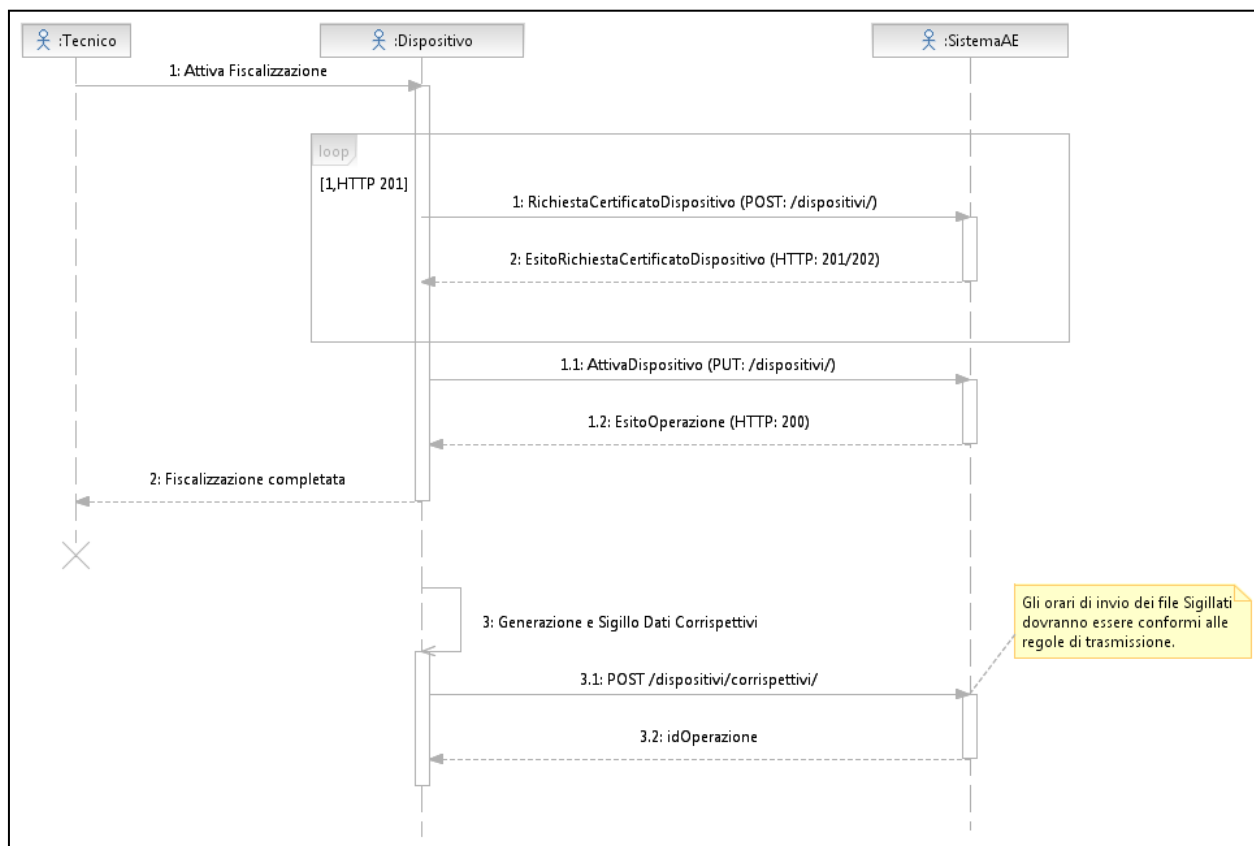 :Tecnico
:Dispositivo
:SistemaAE
1: Attiva Fiscalizzazione
loop
[1,HTTP 201]
1: RichiestaCertificatoDispositivo (POST: /dispositivi/)
2: EsitoRichiestaCertificatoDispositivo (HTTP: 201/202)
1.1: AttivaDispositivo (PUT: /dispositivi/)
1.2: EsitoOperazione (HTTP: 200)
2: Fiscalizzazione completata
3: Generazione e Sigillo Dati Corrispettivi
Gli orari di invio dei file Sigillati
dovranno essere conformi alle
regole di trasmissione.
3.1: POST /dispositivi/corrispettivi/
3.2: idOperazione